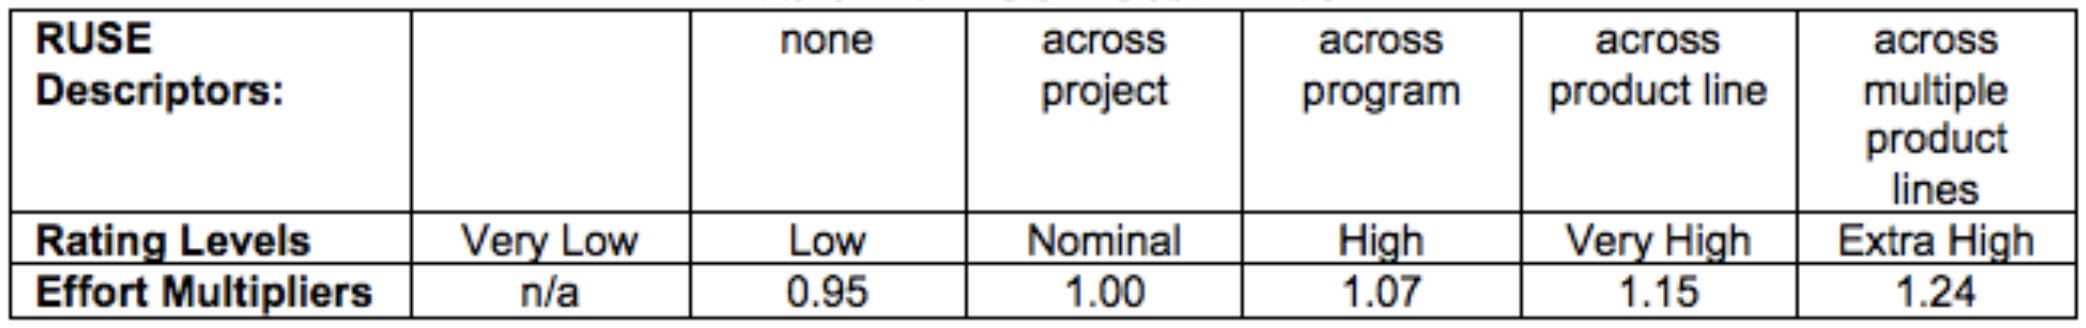 RUSE Descriptors: none across project across program across product line across multiple product lines
Rating Levels Very Low Low Nominal High Very High Extra High
Effort Multipliers n/a 0.95 1.00 1.07 1.15 1.24